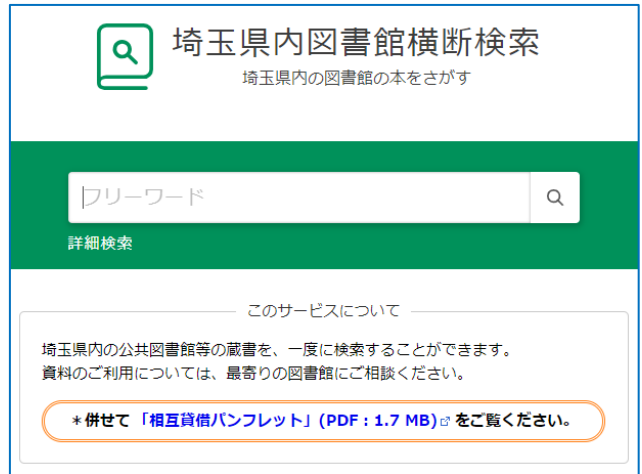 埼玉県内図書館横断検索
埼玉県内の図書館の本をさがす
フリーワード
詳細検索
このサービスについて
埼玉県内の公共図書館等の蔵書を、一度に検索することができます。
資料のご利用については、最寄りの図書館にご相談ください。
＊併せて「相互貸借パンフレット」(PDF：1.7 MB) をご覧ください。